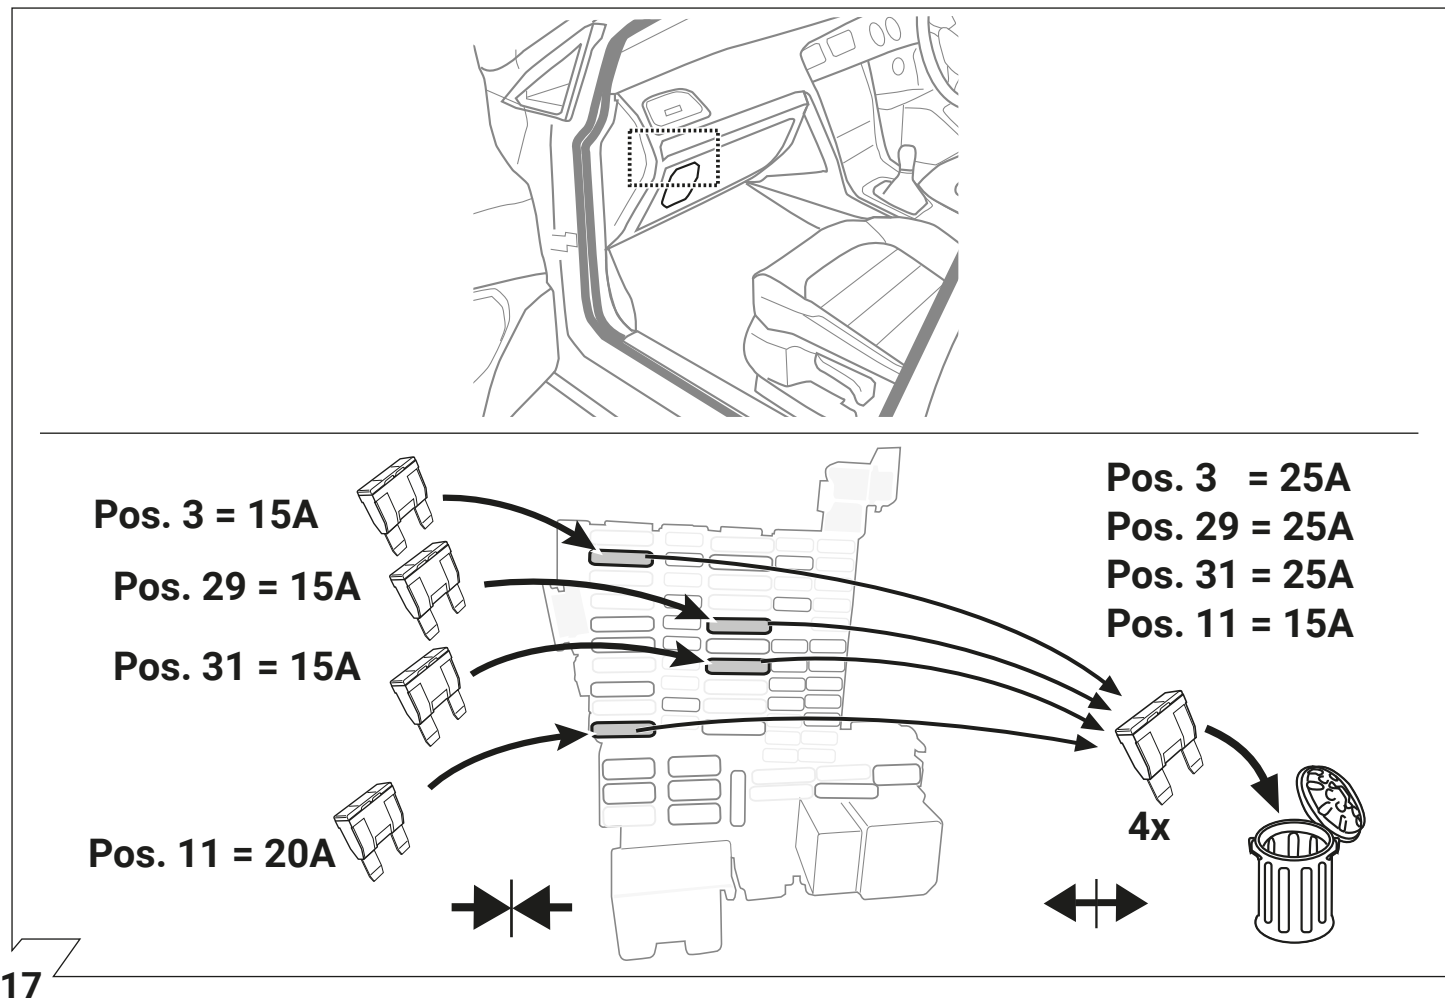 Pos. 3 = 15A
Pos. 29 = 15A
Pos. 31 = 15A
Pos. 11 = 20A
Pos. 3 = 25A
Pos. 29 = 25A
Pos. 31 = 25A
Pos. 11 = 15A
4x
17